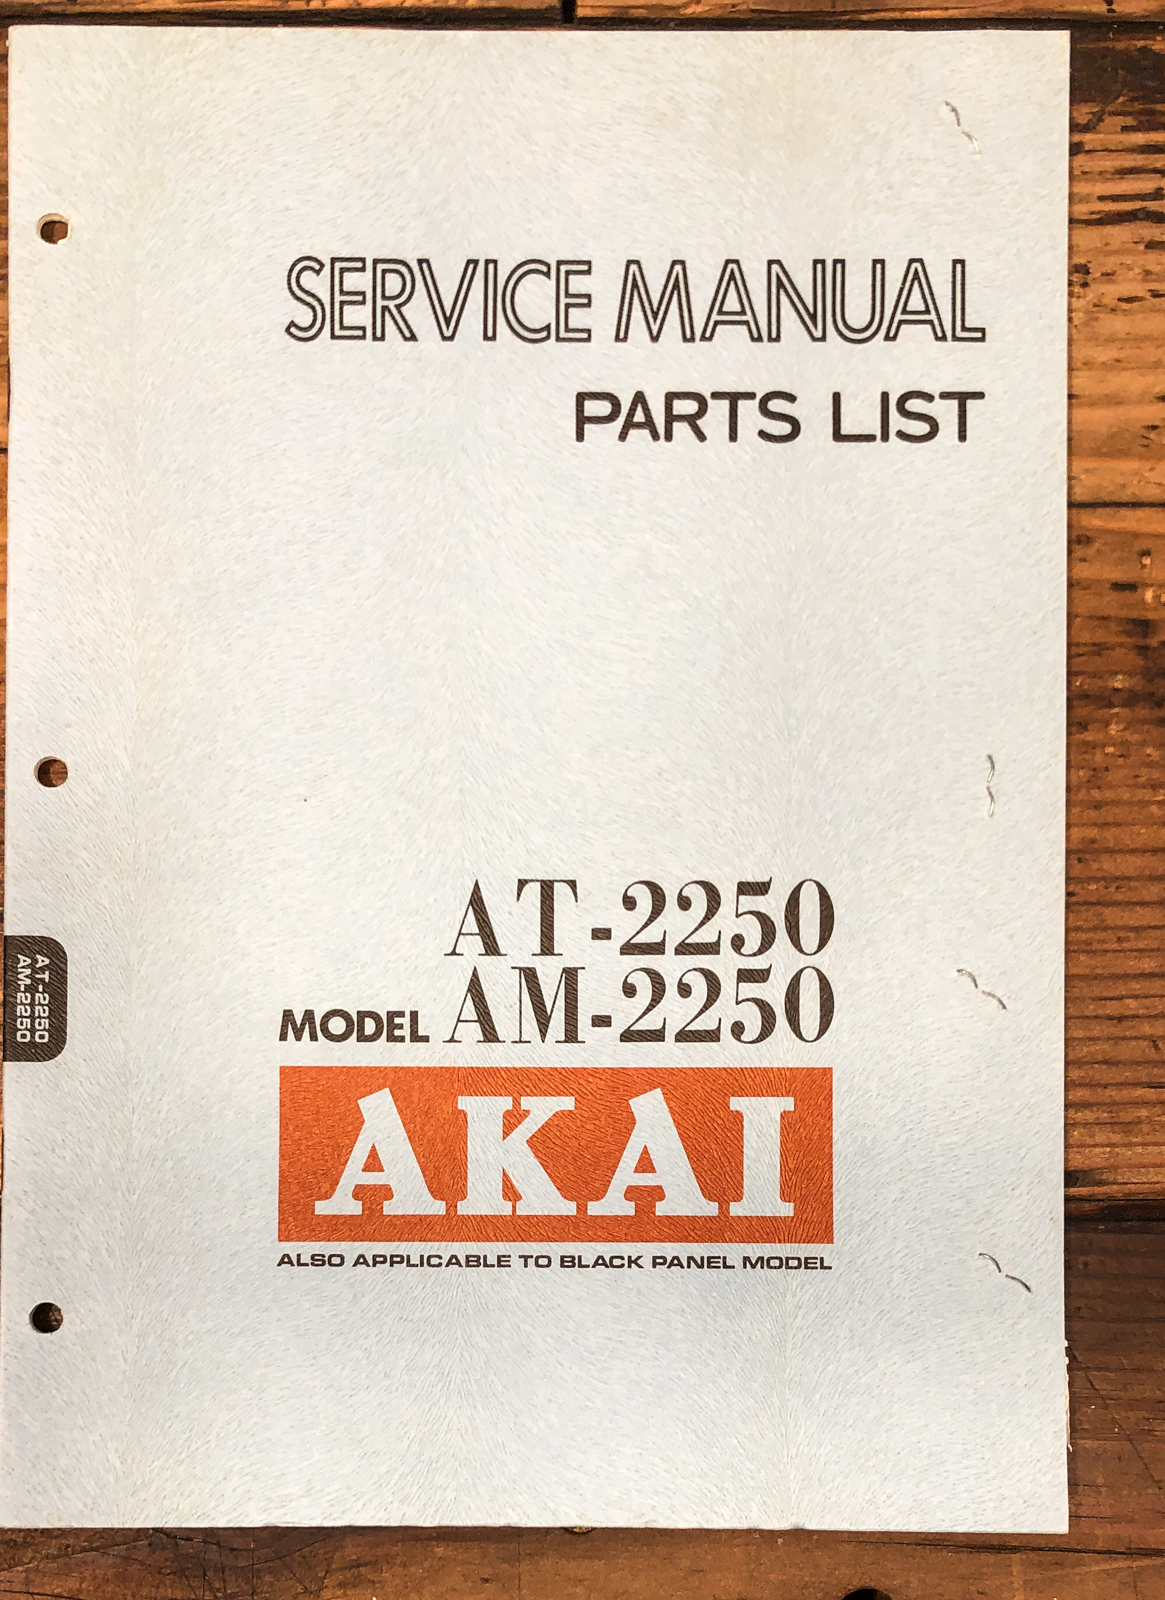 SERVICE MANUAL
PARTS LIST
AT-2250
MODEL AM-2250
AKAI
ALSO APPLICABLE TO BLACK PANEL MODEL
AT-2250
AM-2250